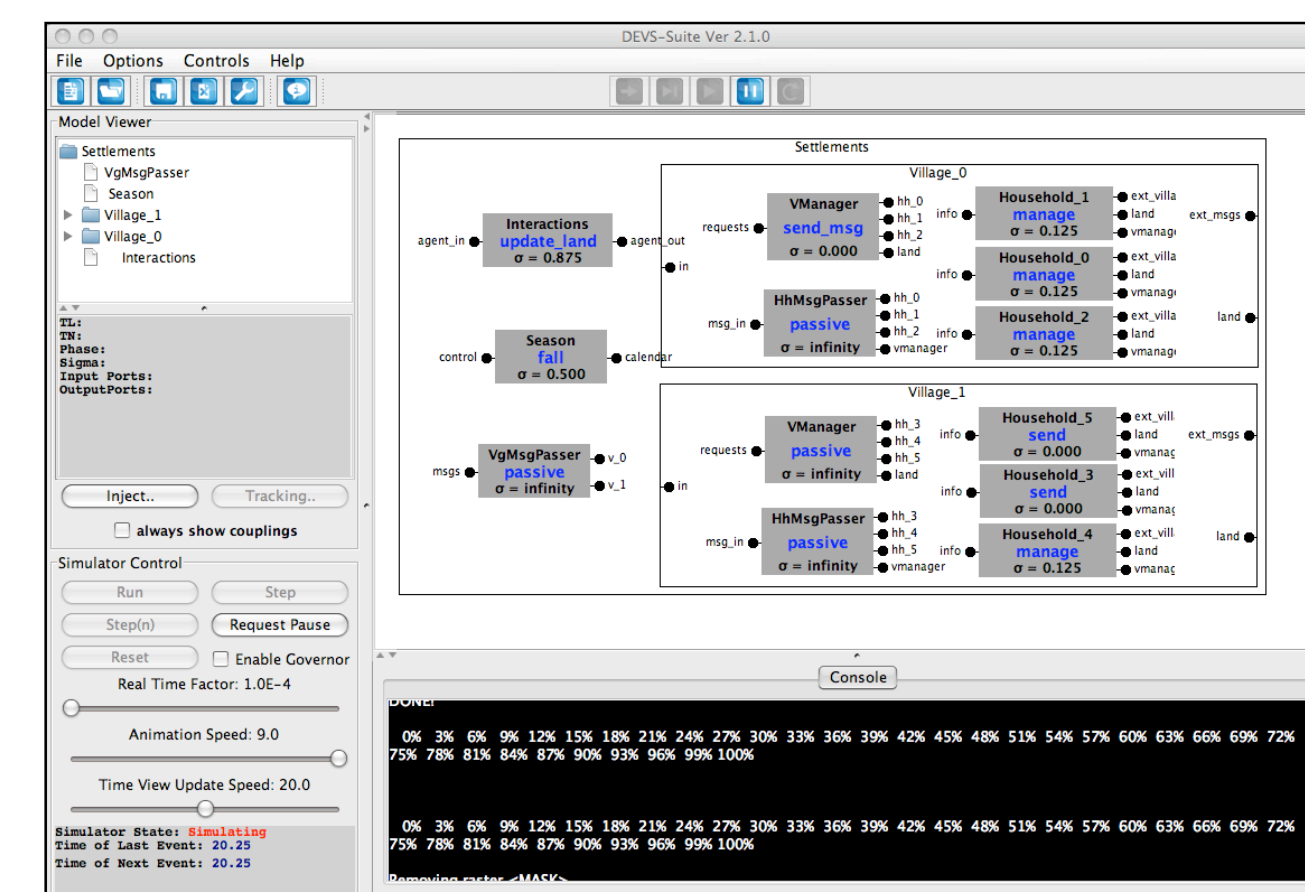 DEVS-Suite Ver 2.1.0
File Options Controls Help
Model Viewer
Settlements
VgMsgPasser
Season
Village_1
Village_0
Interactions
TL:
TN:
Phase:
Sigma:
Input Ports:
OutputPorts:
Inject..
Tracking..
always show couplings
Simulator Control
Run
Step
Step(n)
Request Pause
Reset
Enable Governor
Real Time Factor: 1.0E-4
Animation Speed: 9.0
Time View Update Speed: 20.0
Simulator State: Simulating
Time of Last Event: 20.25
Time of Next Event: 20.25
Settlements
agent_in
Interactions
update_land
σ = 0.875
agent_out
control
Season
fall
σ = 0.500
calendar
msgs
VgMsgPasser
passive
σ = infinity
v_0
v_1
Village_0
in
requests
VManager
send_msg
σ = 0.000
hh_0
hh_1
hh_2
land
msg_in
HhMsgPasser
passive
σ = infinity
hh_0
hh_1
hh_2
vmanager
info
Household_1
manage
σ = 0.125
ext_villa
land
vmanag
info
Household_0
manage
σ = 0.125
ext_villa
land
vmanag
info
Household_2
manage
σ = 0.125
ext_villa
land
vmanag
ext_msgs
land
Village_1
in
requests
VManager
passive
σ = infinity
hh_3
hh_4
hh_5
land
msg_in
HhMsgPasser
passive
σ = infinity
hh_3
hh_4
hh_5
vmanager
info
Household_5
send
σ = 0.000
ext_vill
land
vmanag
info
Household_3
send
σ = 0.000
ext_vill
land
vmanag
info
Household_4
manage
σ = 0.125
ext_vill
land
vmanag
ext_msgs
land
Console
DONE!
0% 3% 6% 9% 12% 15% 18% 21% 24% 27% 30% 33% 36% 39% 42% 45% 48% 51% 54% 57% 60% 63% 66% 69% 72%
75% 78% 81% 84% 87% 90% 93% 96% 99% 100%
0% 3% 6% 9% 12% 15% 18% 21% 24% 27% 30% 33% 36% 39% 42% 45% 48% 51% 54% 57% 60% 63% 66% 69% 72%
75% 78% 81% 84% 87% 90% 93% 96% 99% 100%
Removing raster <MASK>